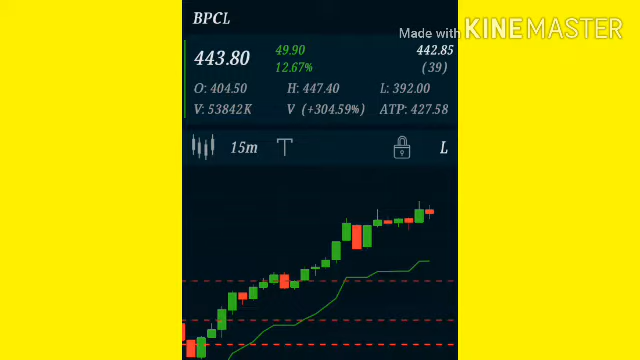 BPCL
Made with KINEMASTER
443.80 49.90 442.85
12.67% (39)
O: 404.50 H: 447.40 L: 392.00
V: 53842K V (+304.59%) ATP: 427.58
15m L